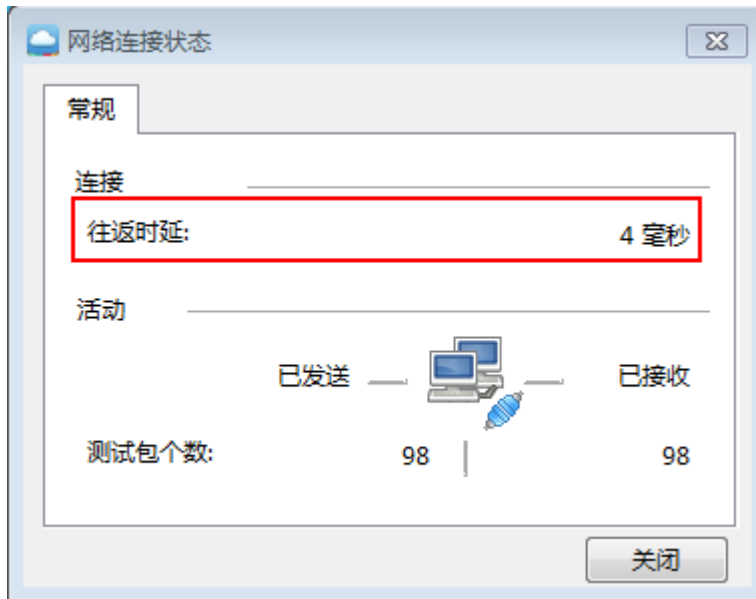 网络连接状态
常规
连接
往返时延: 4 毫秒
活动
已发送 已接收
测试包个数: 98 98
关闭